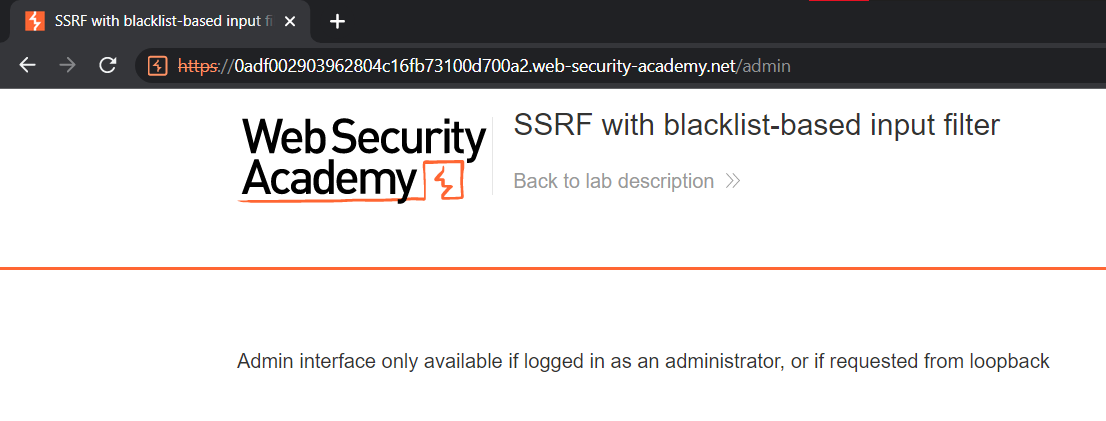 SSRF with blacklist-based input fi
https://0adf002903962804c16fb73100d700a2.web-security-academy.net/admin
Web Security
Academy
SSRF with blacklist-based input filter
Back to lab description
Admin interface only available if logged in as an administrator, or if requested from loopback